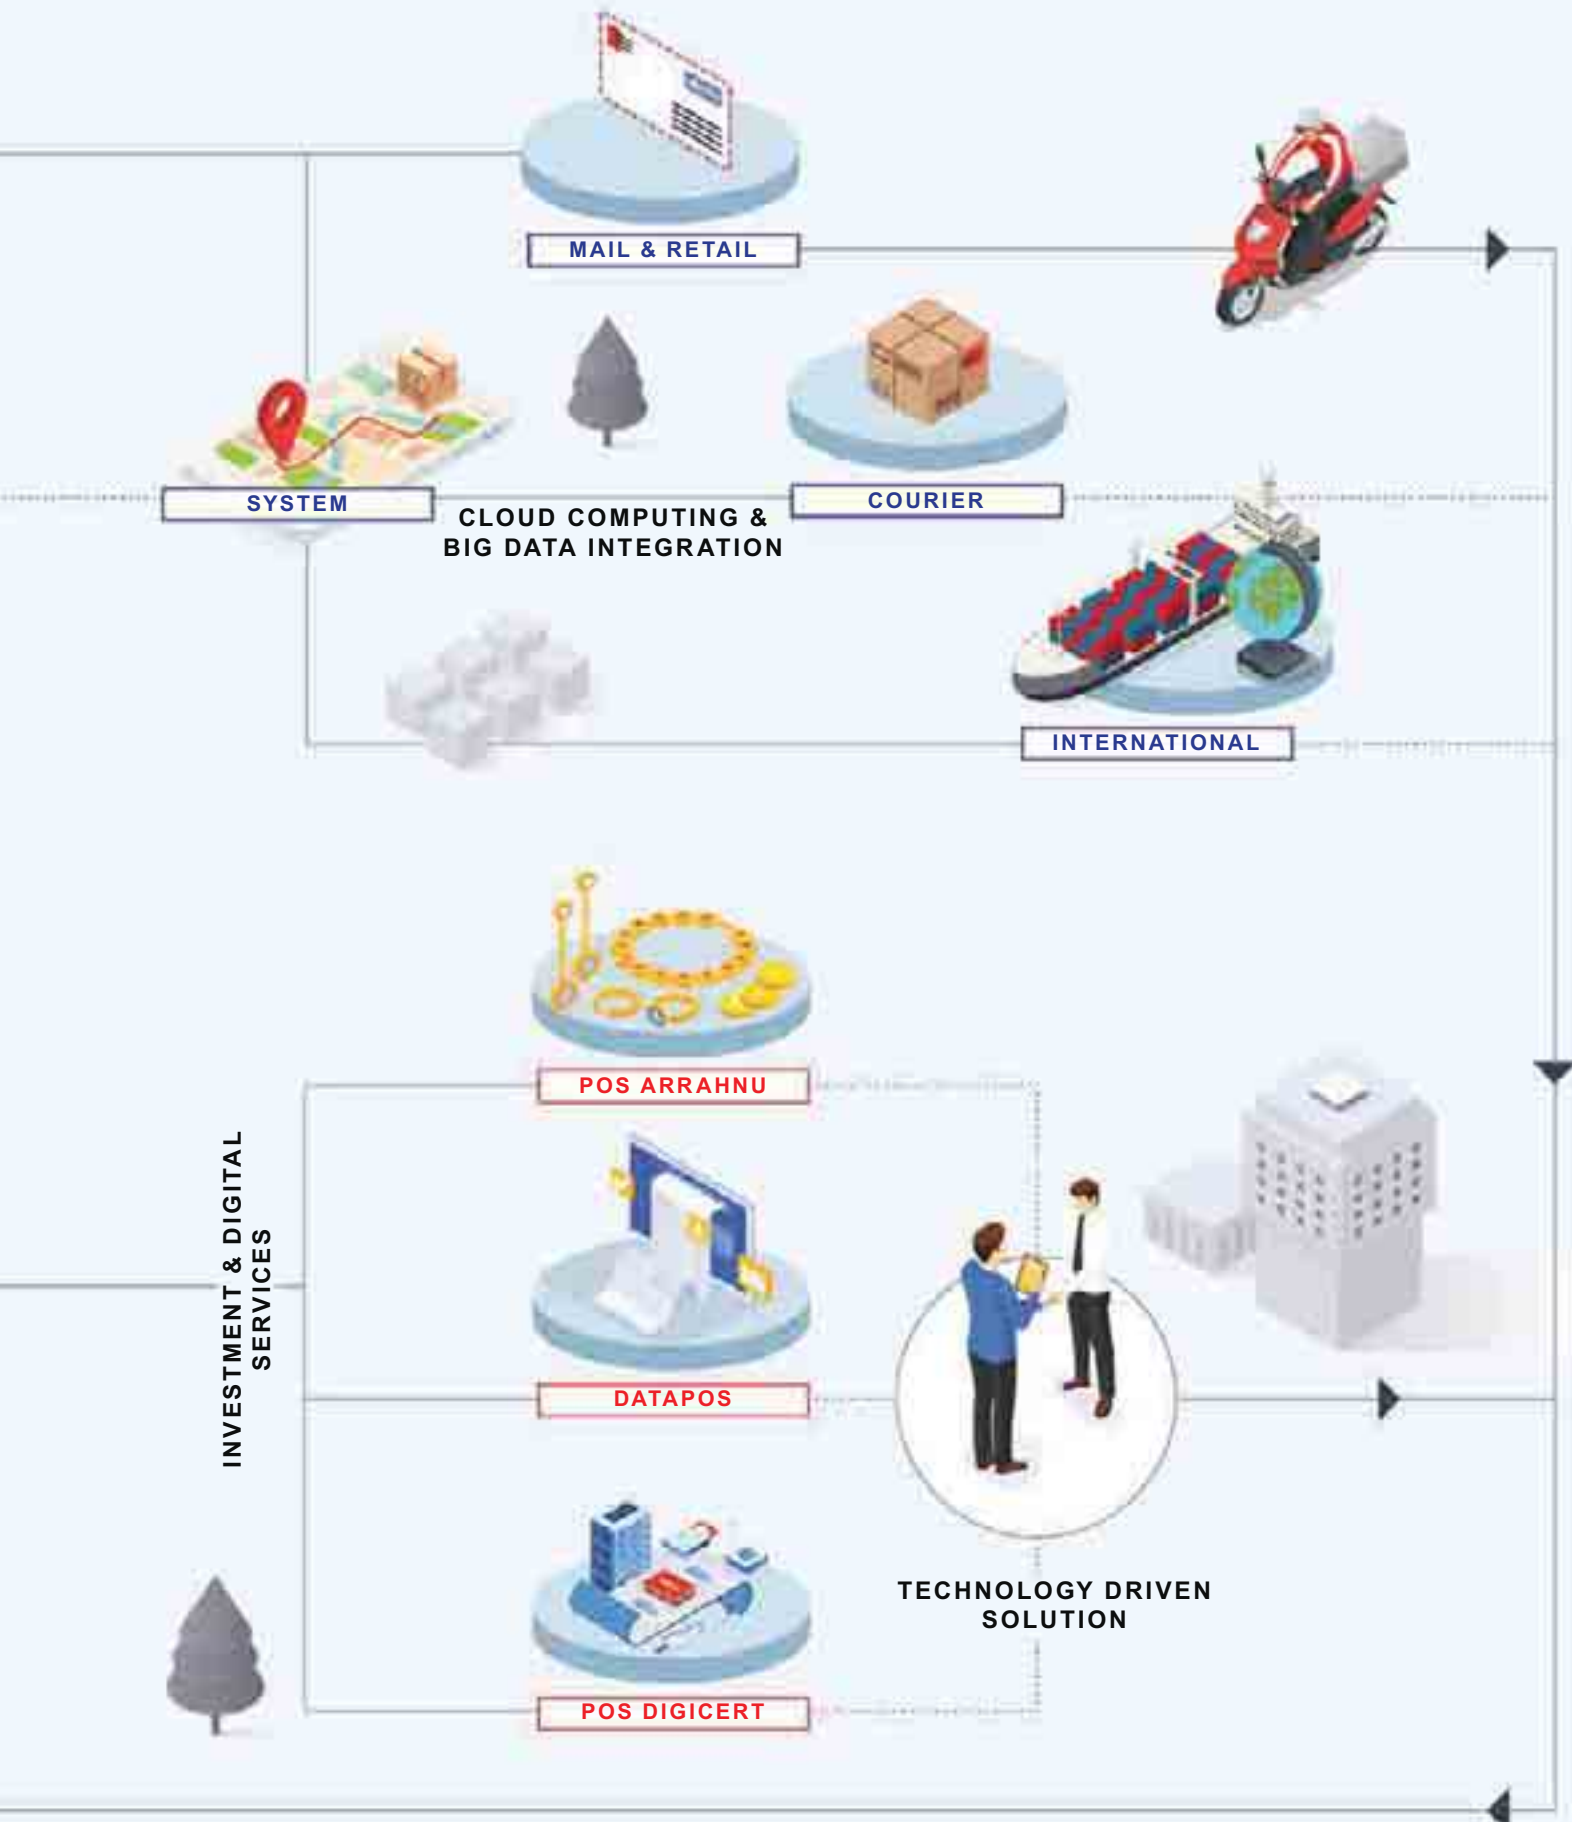 MAIL & RETAIL
SYSTEM
COURIER
CLOUD COMPUTING &
BIG DATA INTEGRATION
INTERNATIONAL
POS ARRAHNU
INVESTMENT & DIGITAL
SERVICES
DATAPOS
TECHNOLOGY DRIVEN
SOLUTION
POS DIGICERT